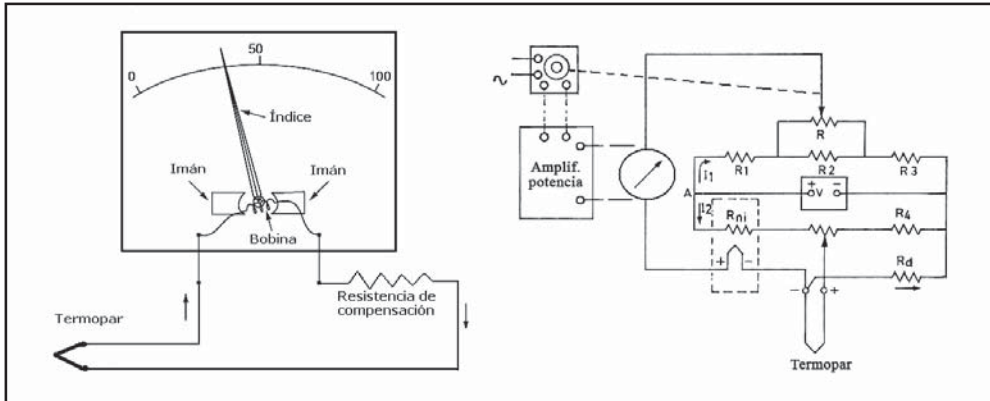 0
50
100
Índice
Imán
Imán
Bobina
Resistencia de
compensación
Termopar
Amplif.
potencia
R
R1
R2
R3
I1
A
+ V -
I2
Rni
R4
+ -
Rd
- +
Termopar